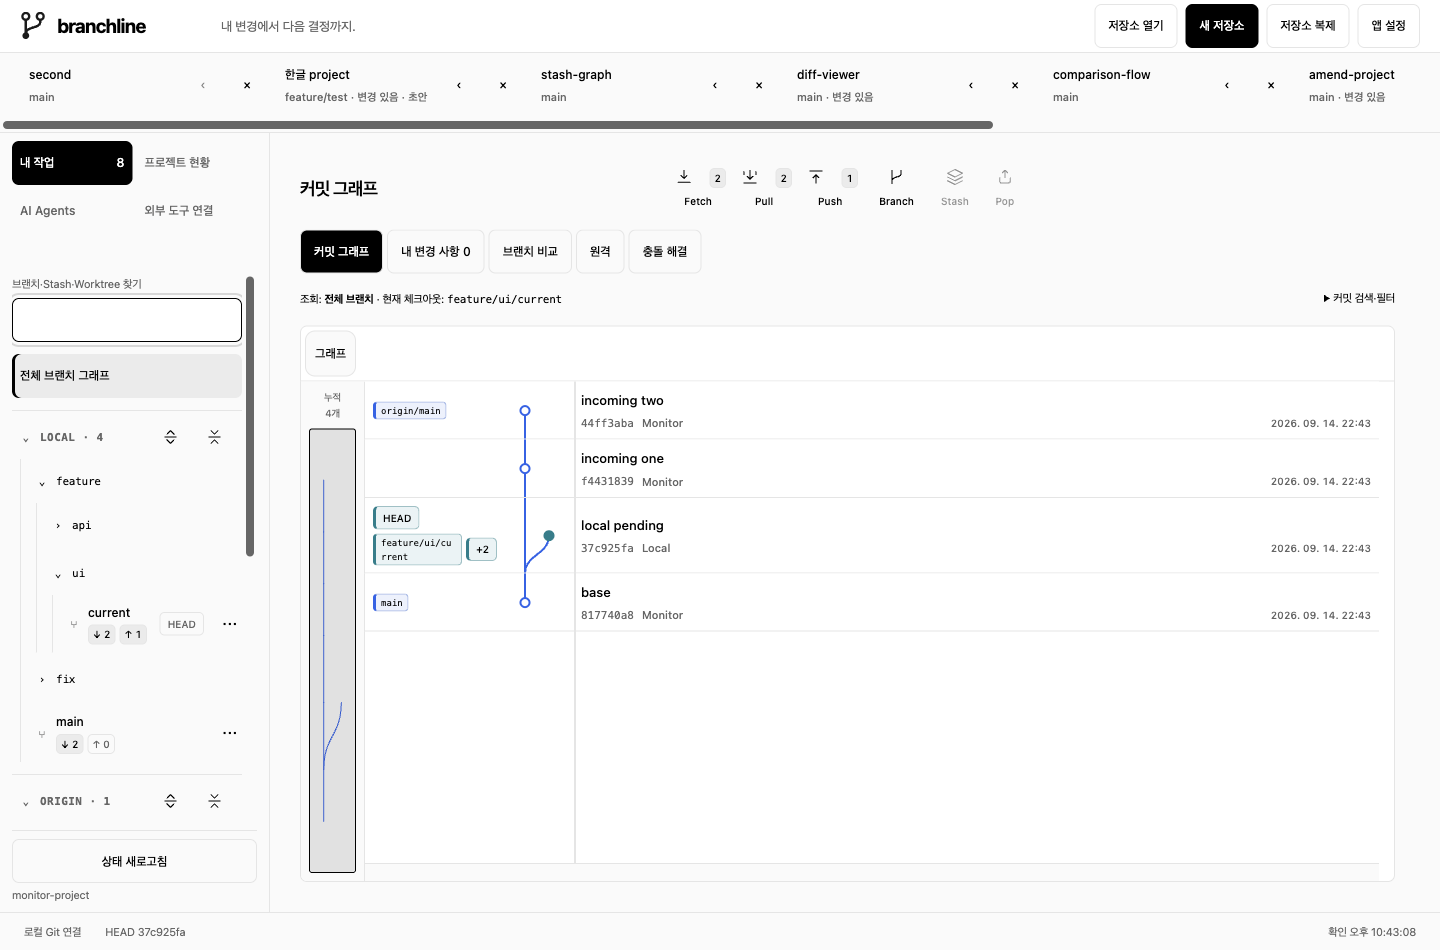 branchline
내 변경에서 다음 결정까지.
저장소 열기
새 저장소
저장소 복제
앱 설정
second
main
한글 project
feature/test · 변경 있음 · 초안
stash-graph
main
diff-viewer
main · 변경 있음
comparison-flow
main
amend-project
main · 변경 있음
내 작업 8
프로젝트 현황
AI Agents
외부 도구 연결
브랜치·Stash·Worktree 찾기
전체 브랜치 그래프
LOCAL · 4
feature
api
ui
current
↓ 2 ↑ 1
HEAD
fix
main
↓ 2 ↑ 0
ORIGIN · 1
상태 새로고침
monitor-project
커밋 그래프
2
Fetch
2
Pull
1
Push
Branch
Stash
Pop
커밋 그래프
내 변경 사항 0
브랜치 비교
원격
충돌 해결
조회: 전체 브랜치 · 현재 체크아웃: feature/ui/current
▶ 커밋 검색·필터
그래프
누적
4개
origin/main
incoming two
44ff3aba Monitor
2026. 09. 14. 22:43
incoming one
f4431839 Monitor
2026. 09. 14. 22:43
HEAD
feature/ui/cu
rrent
+2
local pending
37c925fa Local
2026. 09. 14. 22:43
main
base
817740a8 Monitor
2026. 09. 14. 22:43
로컬 Git 연결
HEAD 37c925fa
확인 오후 10:43:08